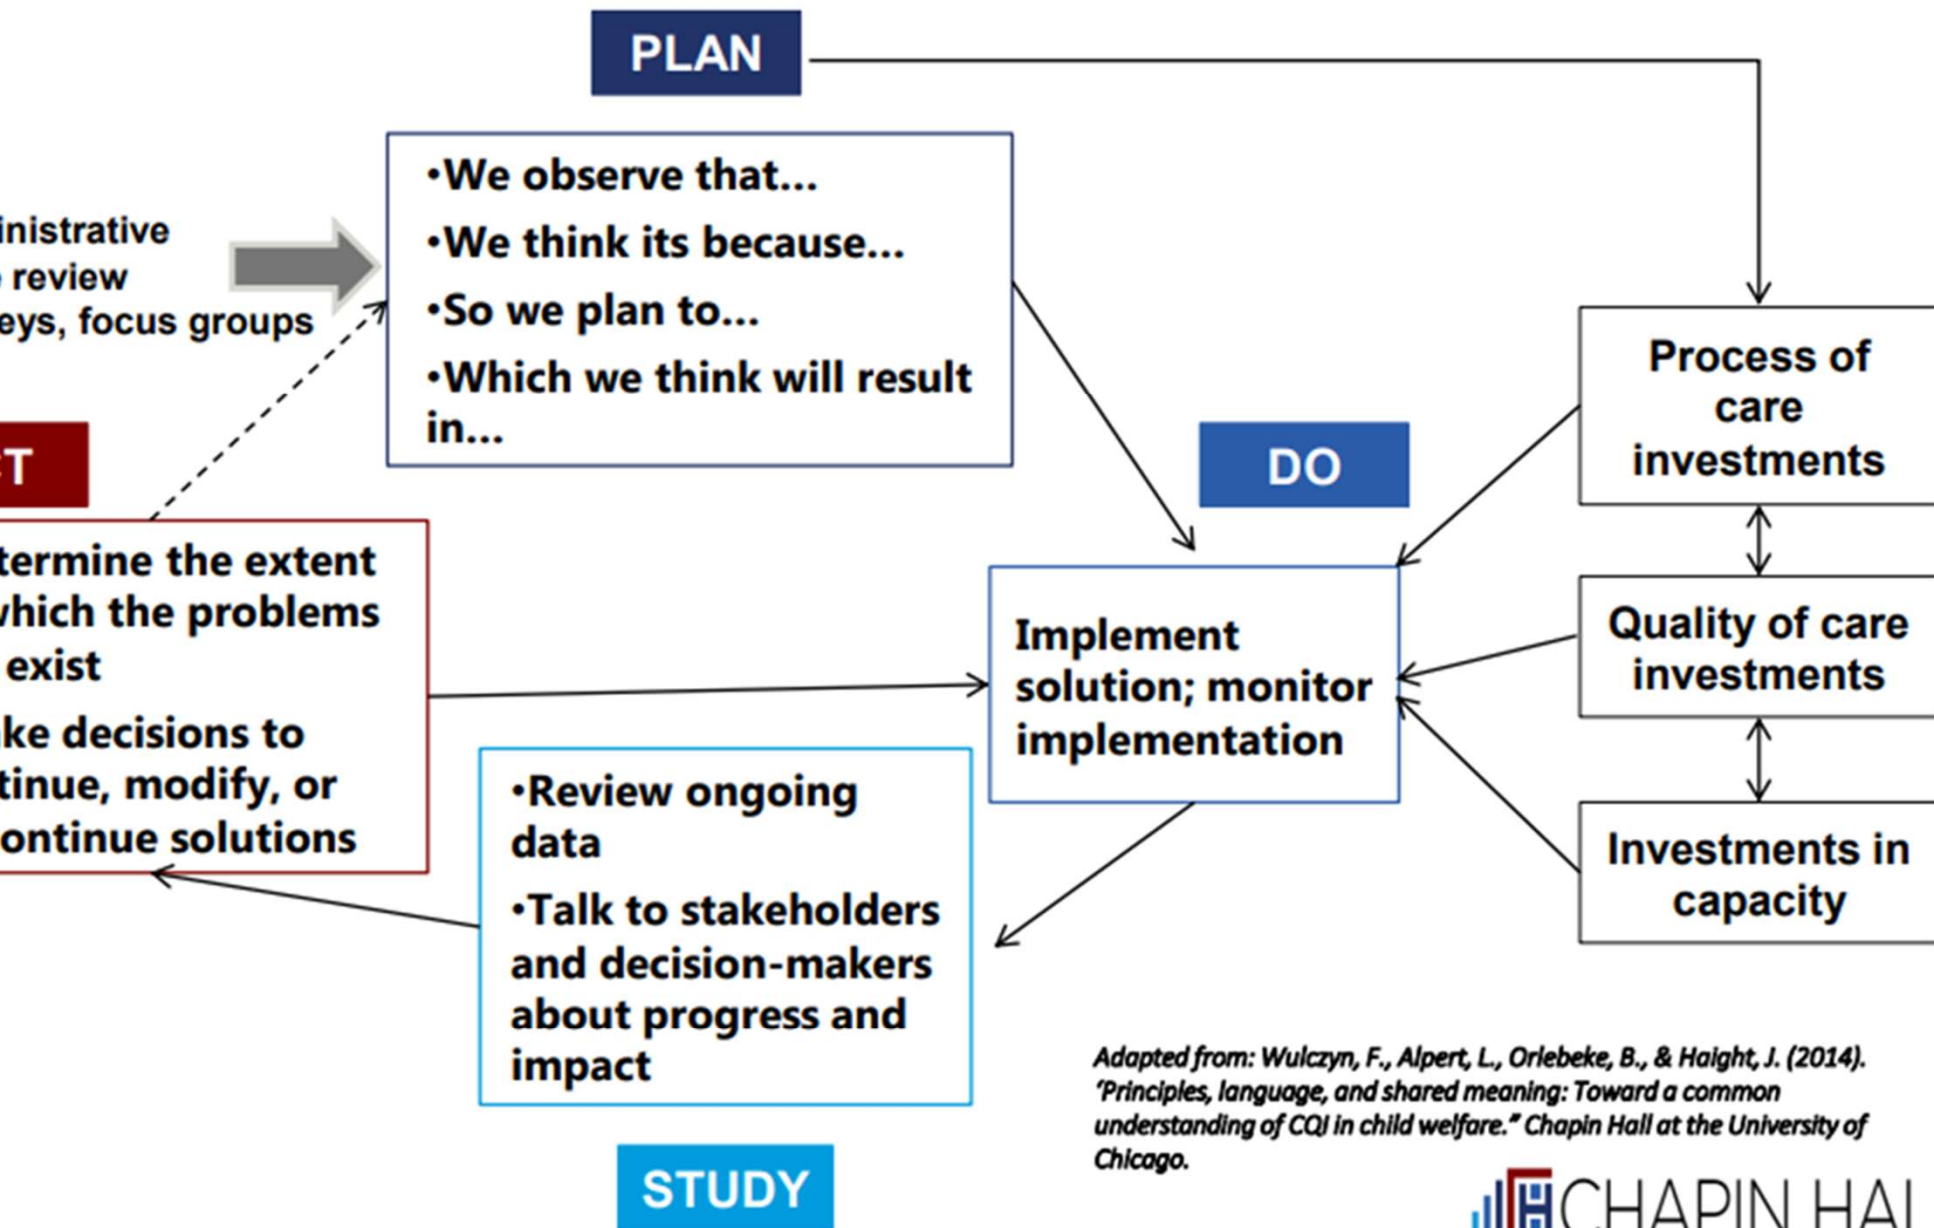 PLAN
•We observe that...
•We think its because...
•So we plan to...
•Which we think will result
in...
inistrative
review
eys, focus groups
CT
termine the extent
which the problems
exist
ke decisions to
tinue, modify, or
ontinue solutions
DO
Implement
solution; monitor
implementation
Process of
care
investments
Quality of care
investments
Investments in
capacity
•Review ongoing
data
•Talk to stakeholders
and decision-makers
about progress and
impact
STUDY
Adapted from: Wulczyn, F., Alpert, L., Orlebeke, B., & Haight, J. (2014).
‘Principles, language, and shared meaning: Toward a common
understanding of CQI in child welfare.” Chapin Hall at the University of
Chicago.
CHAPIN HAL